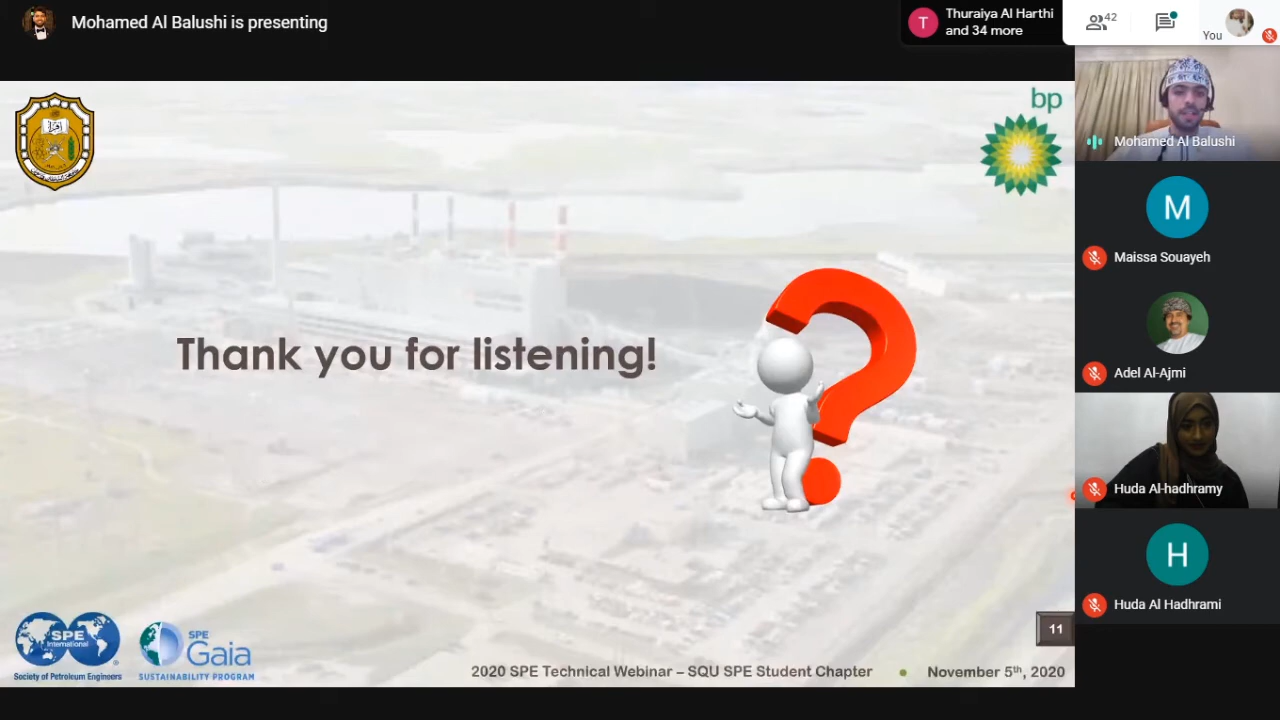 Mohamed Al Balushi is presenting
Thuraiya Al Harthi
and 34 more
T
42
You
bp
Mohamed Al Balushi
M
Maissa Souayeh
Adel Al-Ajmi
Huda Al-hadhramy
H
Huda Al Hadhrami
Thank you for listening!
SPE
International
Society of Petroleum Engineers
SPE
Gaia
SUSTAINABILITY PROGRAM
11
2020 SPE Technical Webinar – SQU SPE Student Chapter • November 5th, 2020